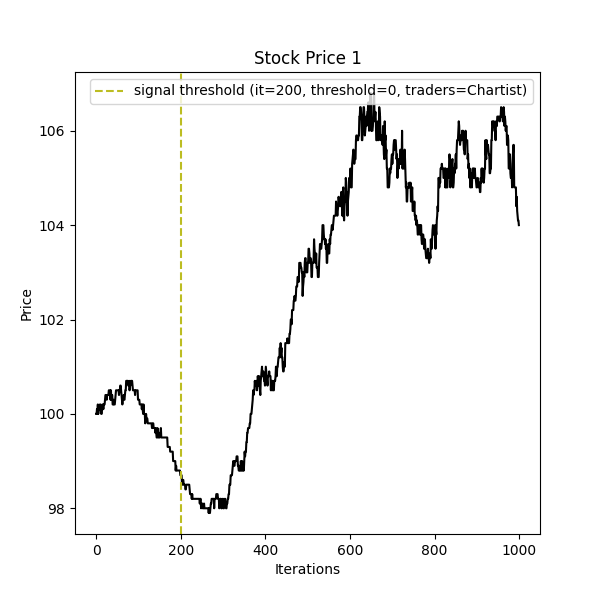 Stock Price 1
signal threshold (it=200, threshold=0, traders=Chartist)
106
104
102
100
98
Price
0 200 400 600 800 1000
Iterations